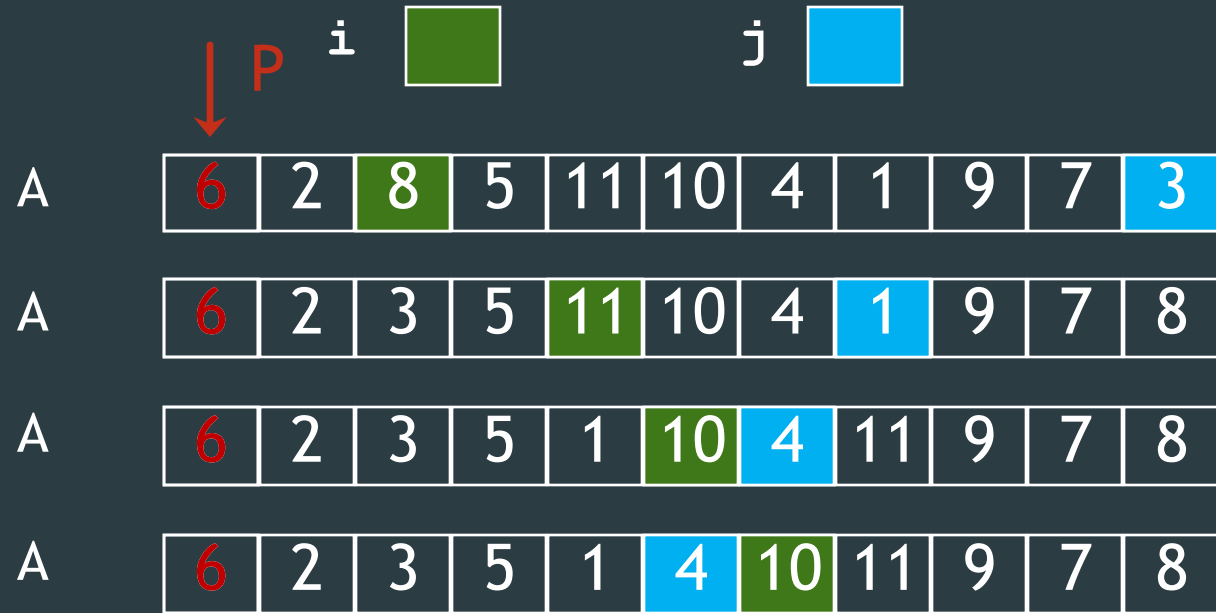 P i j
A 6 2 8 5 11 10 4 1 9 7 3
A 6 2 3 5 11 10 4 1 9 7 8
A 6 2 3 5 1 10 4 11 9 7 8
A 6 2 3 5 1 4 10 11 9 7 8